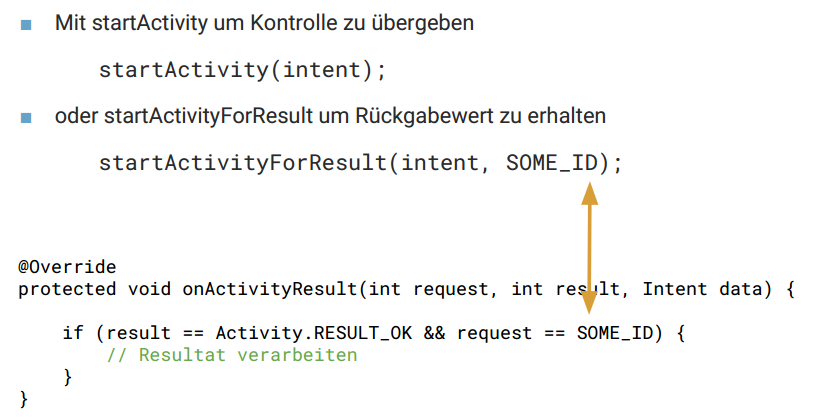 Mit startActivity um Kontrolle zu übergeben
startActivity(intent);
oder startActivityForResult um Rückgabewert zu erhalten
startActivityForResult(intent, SOME_ID);
@Override
protected void onActivityResult(int request, int result, Intent data) {
if (result == Activity.RESULT_OK && request == SOME_ID) {
// Resultat verarbeiten
}
}